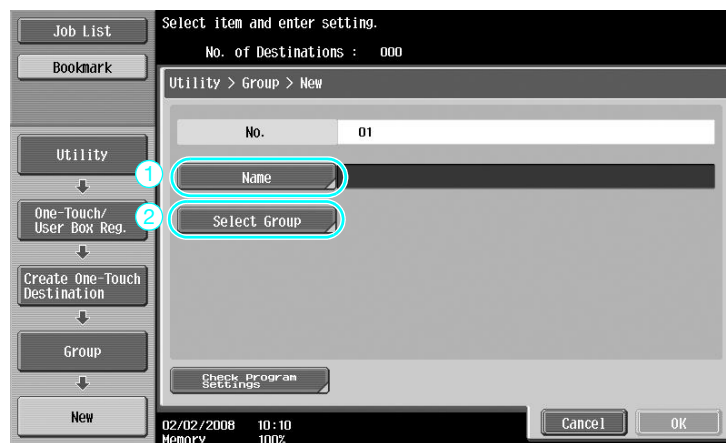 Job List
Bookmark
Utility
One-Touch/
User Box Reg.
Create One-Touch
Destination
Group
New
Select item and enter setting.
No. of Destinations : 000
Utility > Group > New
No. 01
1 Name
2 Select Group
Check Program
Settings
02/02/2008 10:10
Memory 100%
Cancel
OK